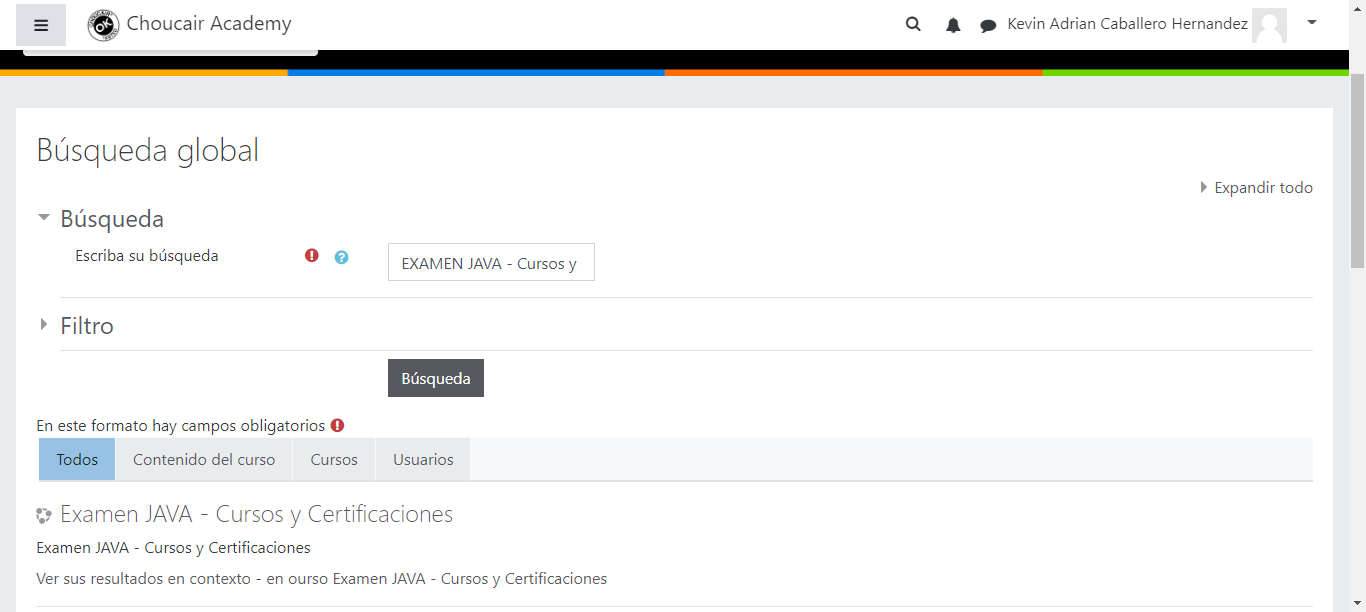 Choucair Academy
Kevin Adrian Caballero Hernandez
Búsqueda global
Expandir todo
Búsqueda
Escriba su búsqueda
EXAMEN JAVA - Cursos y
Filtro
Búsqueda
En este formato hay campos obligatorios
Todos Contenido del curso Cursos Usuarios
Examen JAVA - Cursos y Certificaciones
Examen JAVA - Cursos y Certificaciones
Ver sus resultados en contexto - en ourso Examen JAVA - Cursos y Certificaciones